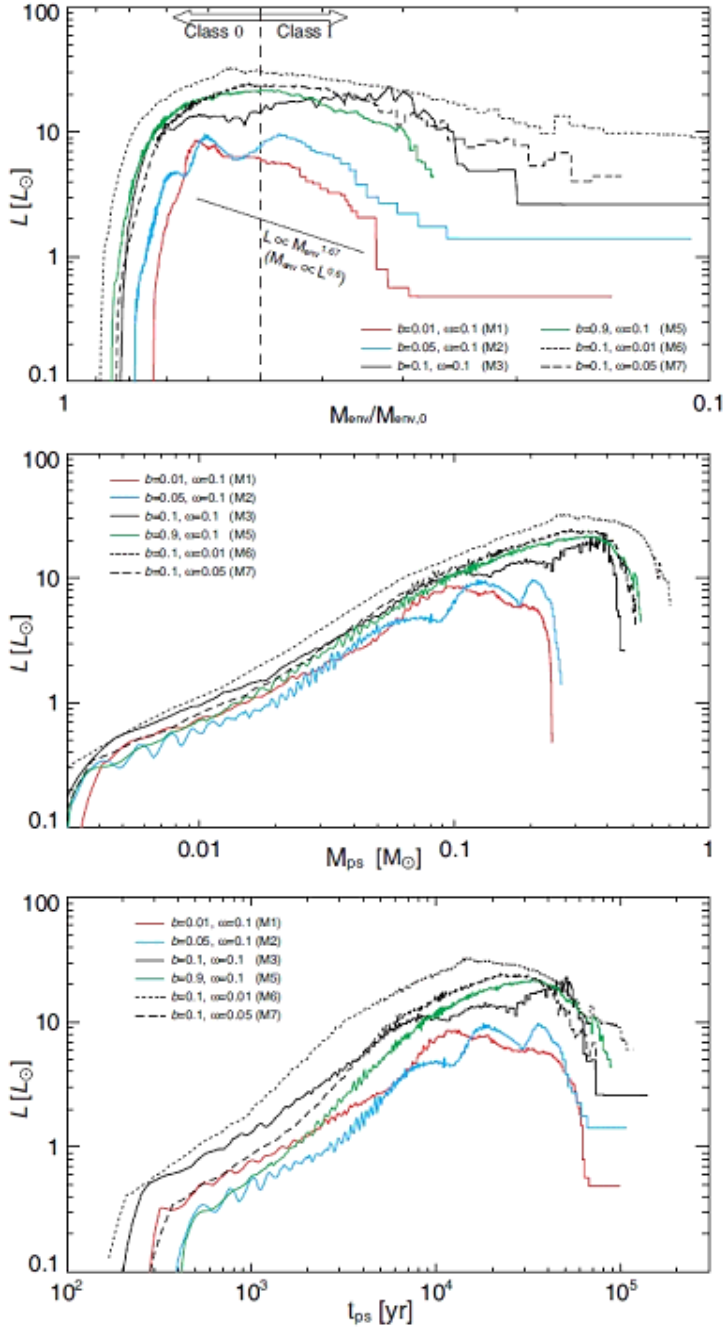 100
Class 0 Class I
10
L [L☉]
1
L ∝ Menv^1.67
(Menv ∝ L^0.6)
b=0.01, ω=0.1 (M1) b=0.9, ω=0.1 (M5)
b=0.05, ω=0.1 (M2) b=0.1, ω=0.01 (M6)
b=0.1, ω=0.1 (M3) b=0.1, ω=0.05 (M7)
0.1
1 0.1
Menv/Menv,0
100
b=0.01, ω=0.1 (M1)
b=0.05, ω=0.1 (M2)
b=0.1, ω=0.1 (M3)
b=0.9, ω=0.1 (M5)
b=0.1, ω=0.01 (M6)
b=0.1, ω=0.05 (M7)
10
L [L☉]
1
0.1
0.01 0.1 1
Mps [M☉]
100
b=0.01, ω=0.1 (M1)
b=0.05, ω=0.1 (M2)
b=0.1, ω=0.1 (M3)
b=0.9, ω=0.1 (M5)
b=0.1, ω=0.01 (M6)
b=0.1, ω=0.05 (M7)
10
L [L☉]
1
0.1
10² 10³ 10⁴ 10⁵
tps [yr]